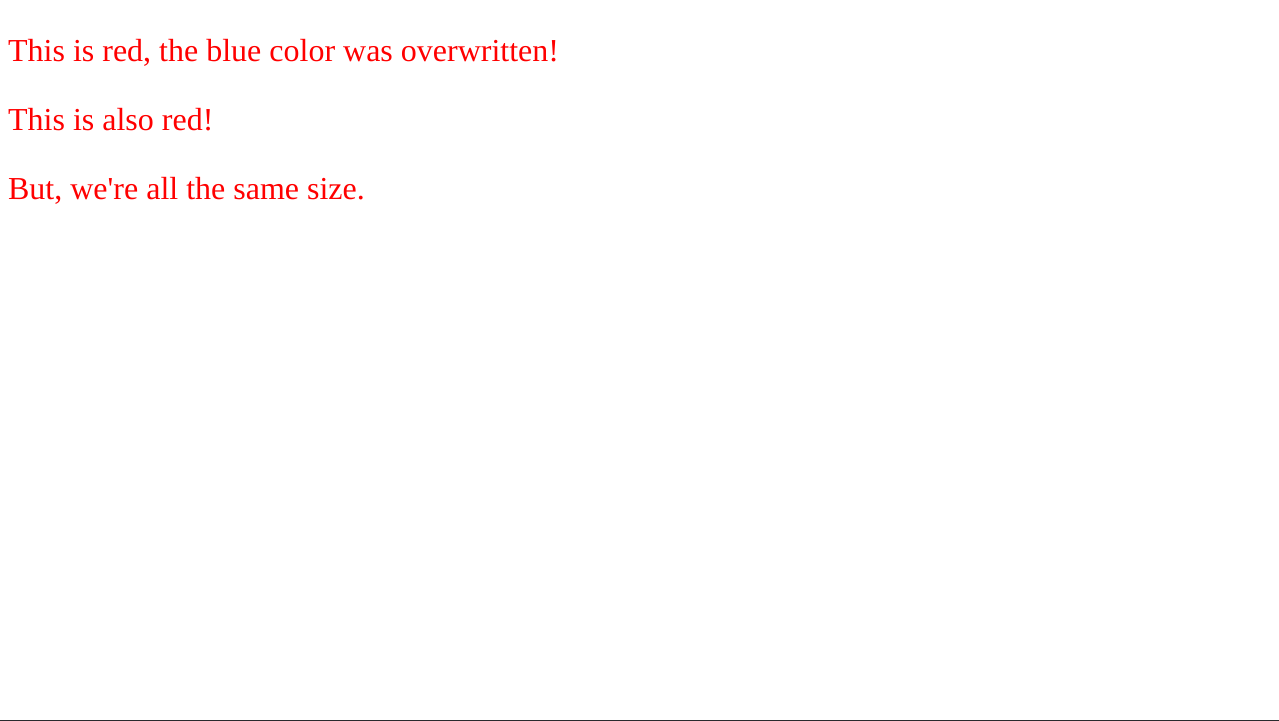 This is red, the blue color was overwritten!
This is also red!
But, we're all the same size.